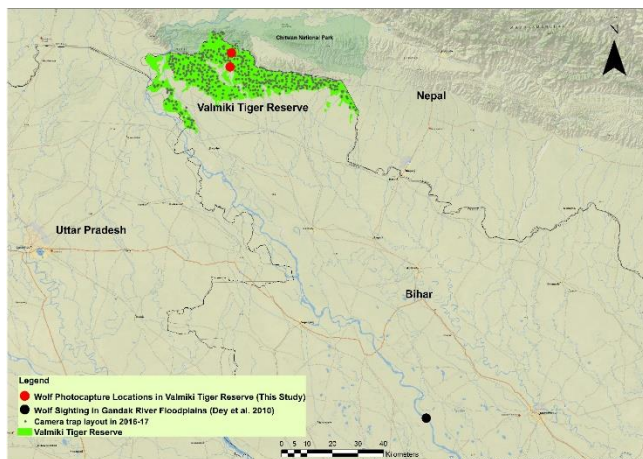 Chitwan National Park
N
Nepal
Valmiki Tiger Reserve
Uttar Pradesh
Bihar
Legend
Wolf Photocapture Locations in Valmiki Tiger Reserve (This Study)
Wolf Sighting in Gandak River Floodplains (Dey et al. 2010)
Camera trap layout in 2016-17
Valmiki Tiger Reserve
0 5 10 20 30 40
Kilometers